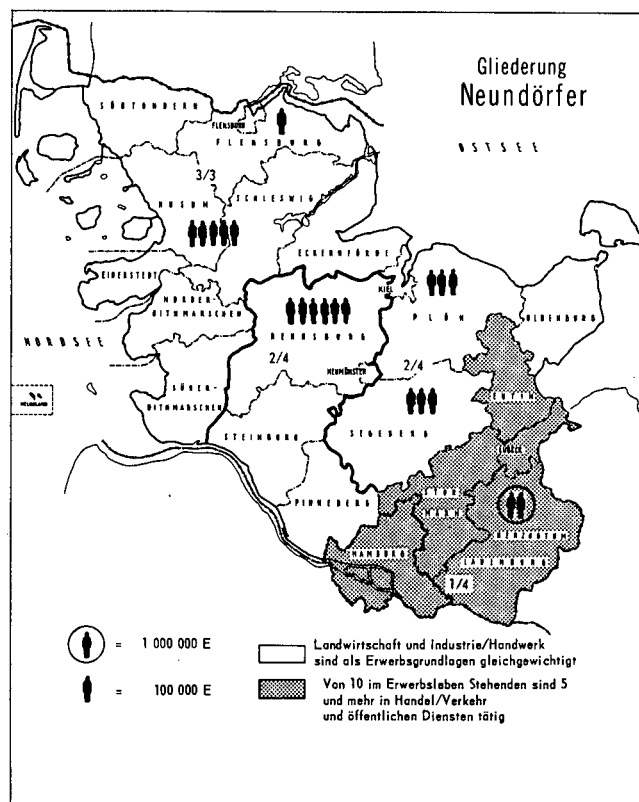 Gliederung
Neundörfer
SÜDTONDERN
FLENSBURG
FLENSBURG
OSTSEE
3/3
HUSUM
SCHLESWIG
EIDERSTEDT
ECKERNFÖRDE
NORDER-
DITHMARSCHEN
KIEL
PLÖN
OLDENBURG
NORDSEE
RENDSBURG
2/4
NEUMÜNSTER
2/4
HELGOLAND
SÜDER-
DITHMARSCHEN
EUTIN
STEINBURG
SEGEBERG
LÜBECK
PINNEBERG
STOR
MARN
HERZOGTUM
HAMBURG
LAUENBURG
1/4
= 1 000 000 E
Landwirtschaft und Industrie/Handwerk
sind als Erwerbsgrundlagen gleichgewichtigt
= 100 000 E
Von 10 im Erwerbsleben Stehenden sind 5
und mehr in Handel/Verkehr
und öffentlichen Diensten tätig